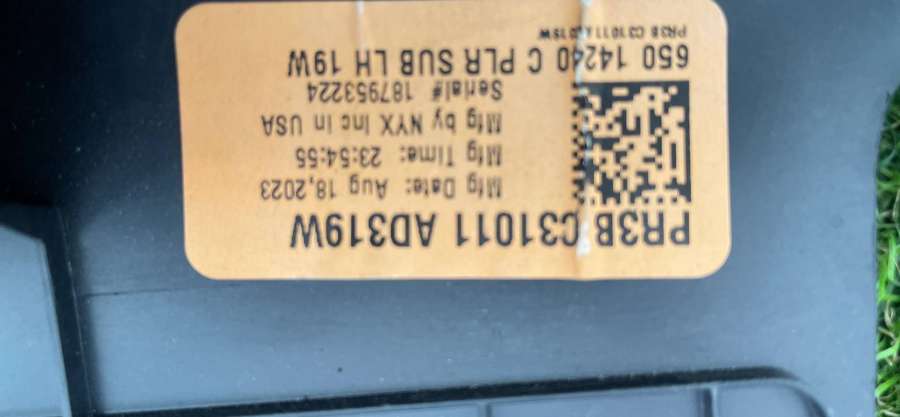 PR3B C31011 AD319W
Mfg Date: Aug 18,2023
Mfg Time: 23:54:55
Mfg by NYX Inc in USA
Serial# 187953224
650 14240 C PLR SUB LH 19W
PR3B C31011 AD319W